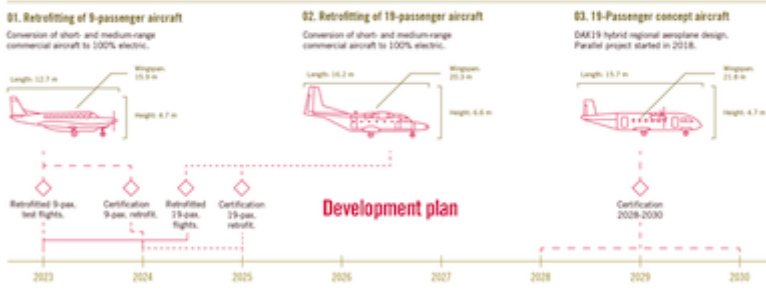 01. Retrofitting of 9-passenger aircraft
Conversion of short- and medium-range
commercial aircraft to 100% electric.
Length: 12.7 m
Wingspan:
15.9 m
Height: 4.7 m
02. Retrofitting of 19-passenger aircraft
Conversion of short- and medium-range
commercial aircraft to 100% electric.
Length: 16.2 m
Wingspan:
20.3 m
Height: 6.6 m
03. 19-Passenger concept aircraft
DAX19 hybrid regional aeroplane design.
Parallel project started in 2018.
Length: 15.7 m
Wingspan:
21.8 m
Height: 4.7 m
Retrofitted 9-pax.
test flights.
Certification
9-pax. retrofit.
Retrofitted
19-pax.
flights.
Certification
19-pax.
retrofit.
Development plan
Certification
2028-2030
2023
2024
2025
2026
2027
2028
2029
2030